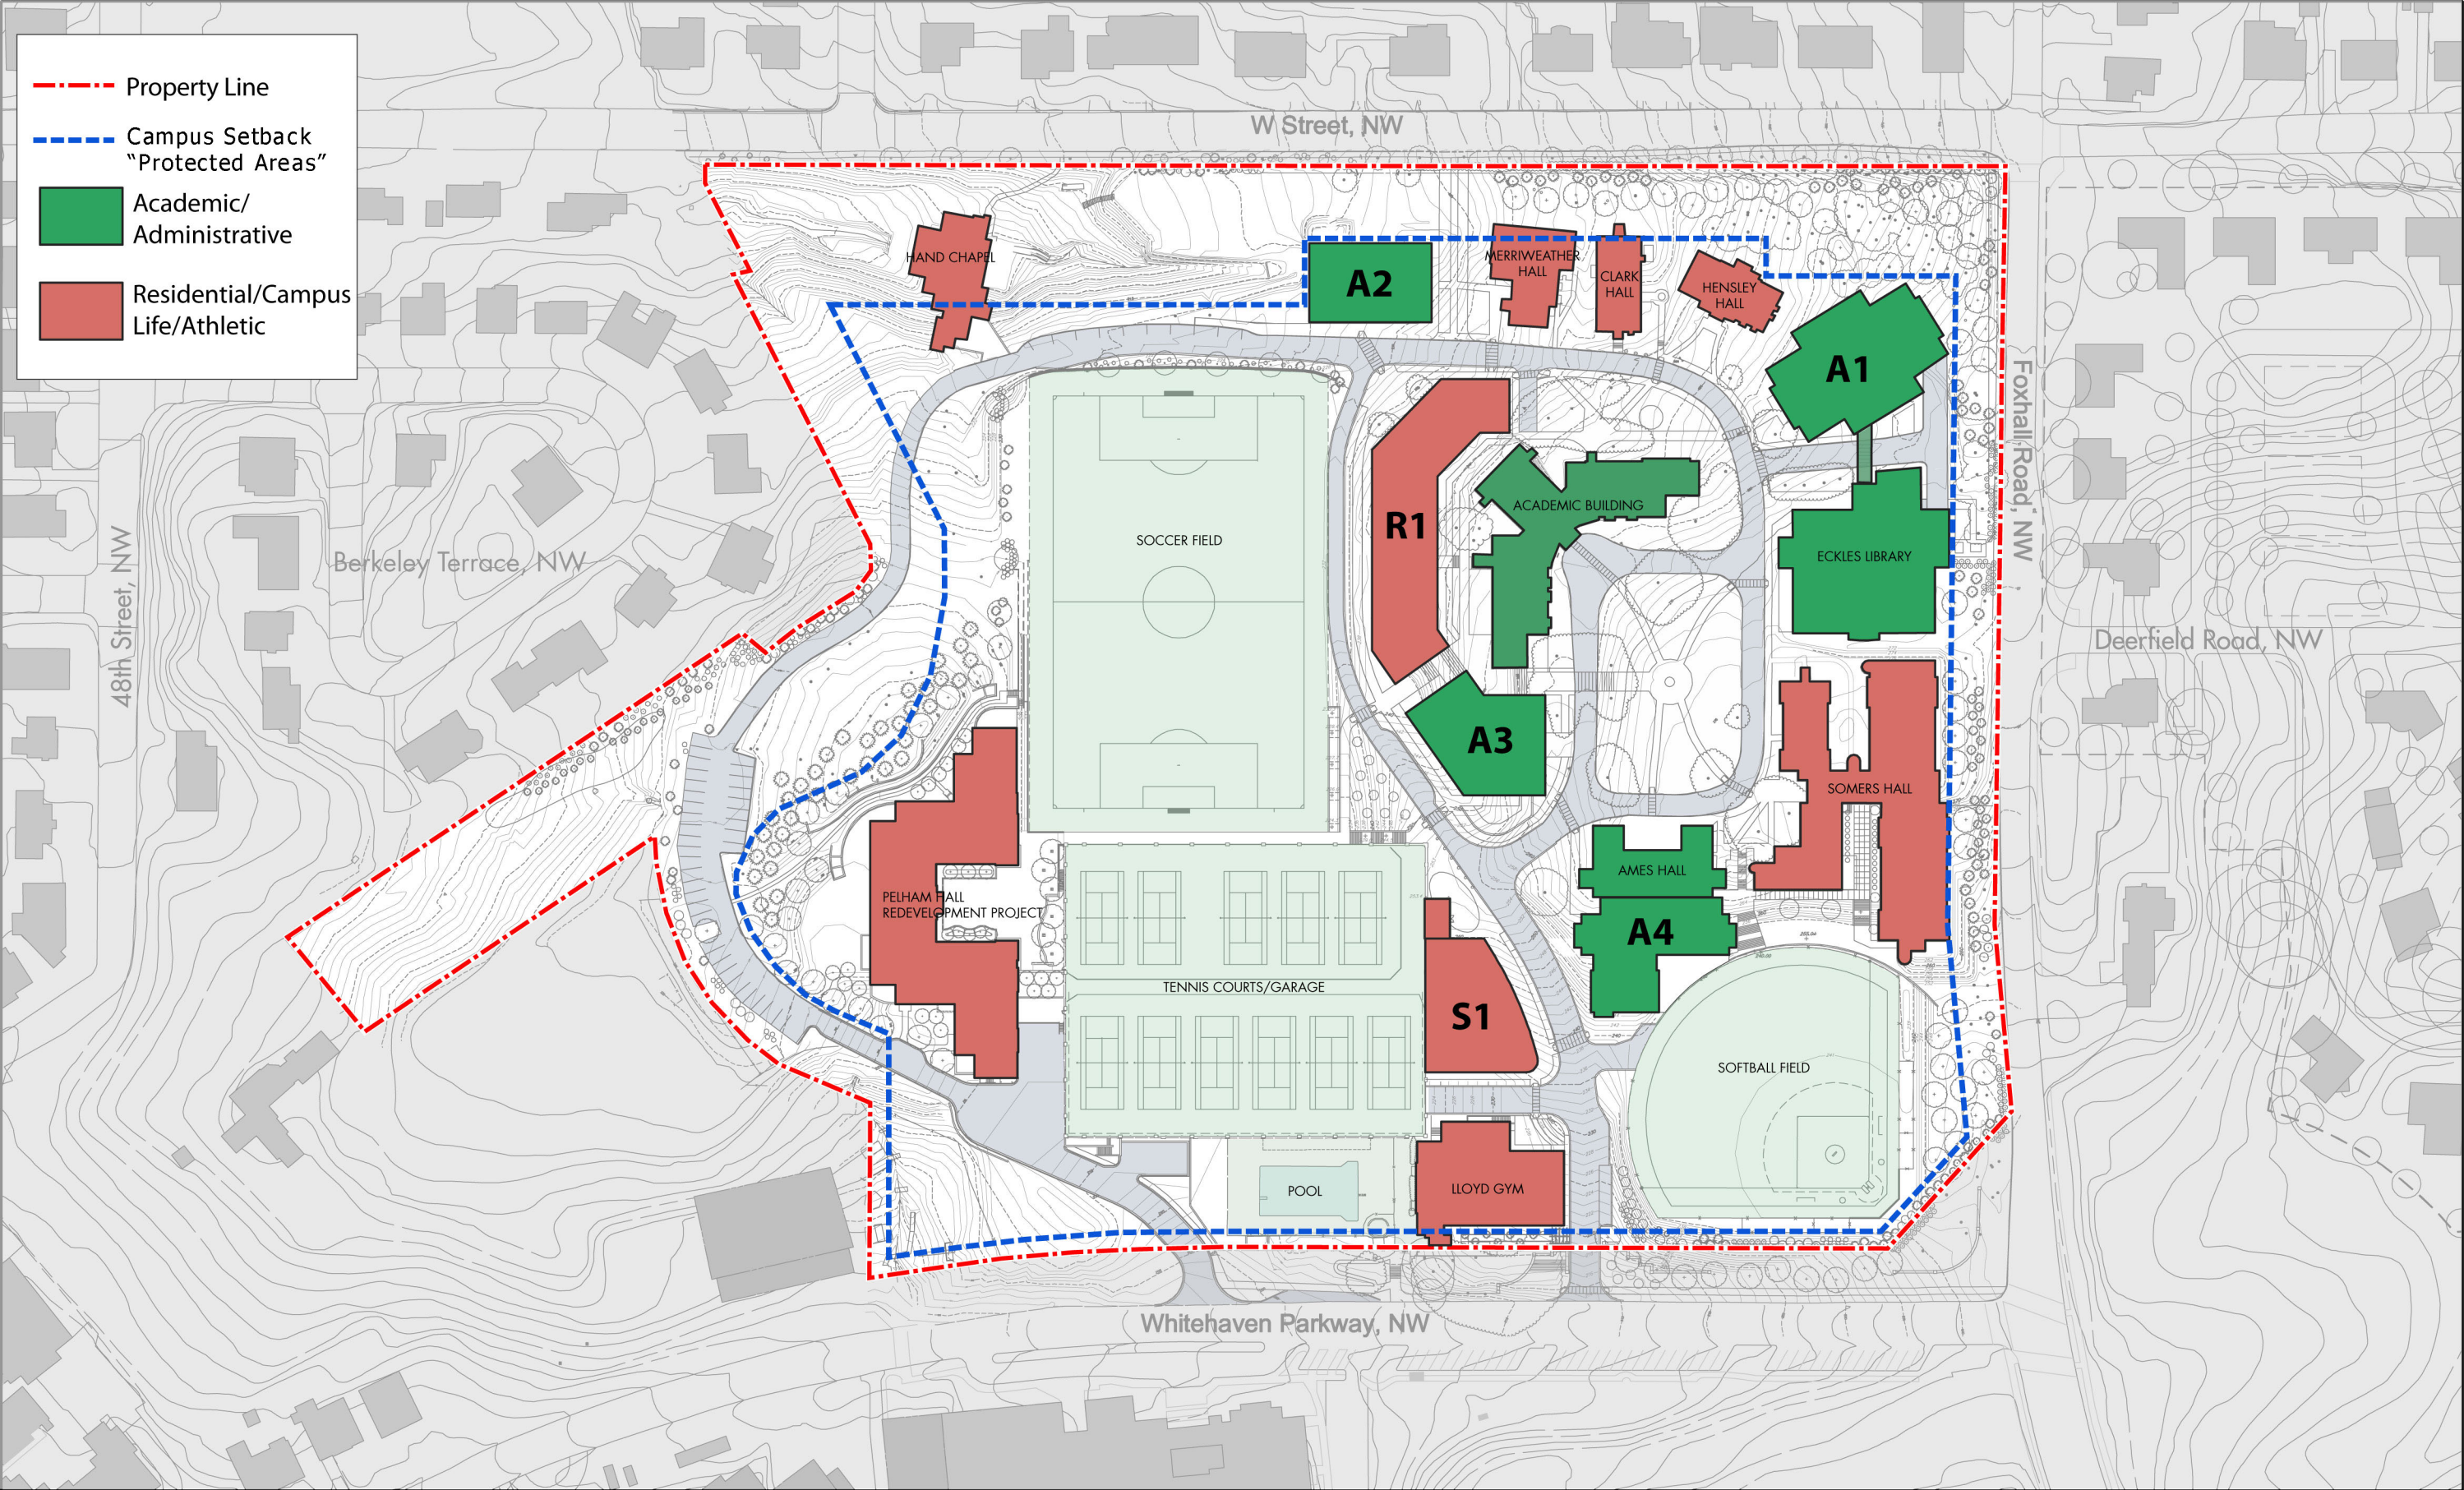 Property Line
Campus Setback
“Protected Areas”
Academic/
Administrative
Residential/Campus
Life/Athletic
W Street, NW
HAND CHAPEL
A2
MERRIWEATHER
HALL
CLARK
HALL
HENSLEY
HALL
A1
Foxhall Road, NW
R1
ACADEMIC BUILDING
SOCCER FIELD
ECKLES LIBRARY
Berkeley Terrace, NW
48th Street, NW
Deerfield Road, NW
A3
SOMERS HALL
AMES HALL
PELHAM HALL
REDEVELOPMENT PROJECT
A4
TENNIS COURTS/GARAGE
S1
SOFTBALL FIELD
POOL
LLOYD GYM
Whitehaven Parkway, NW